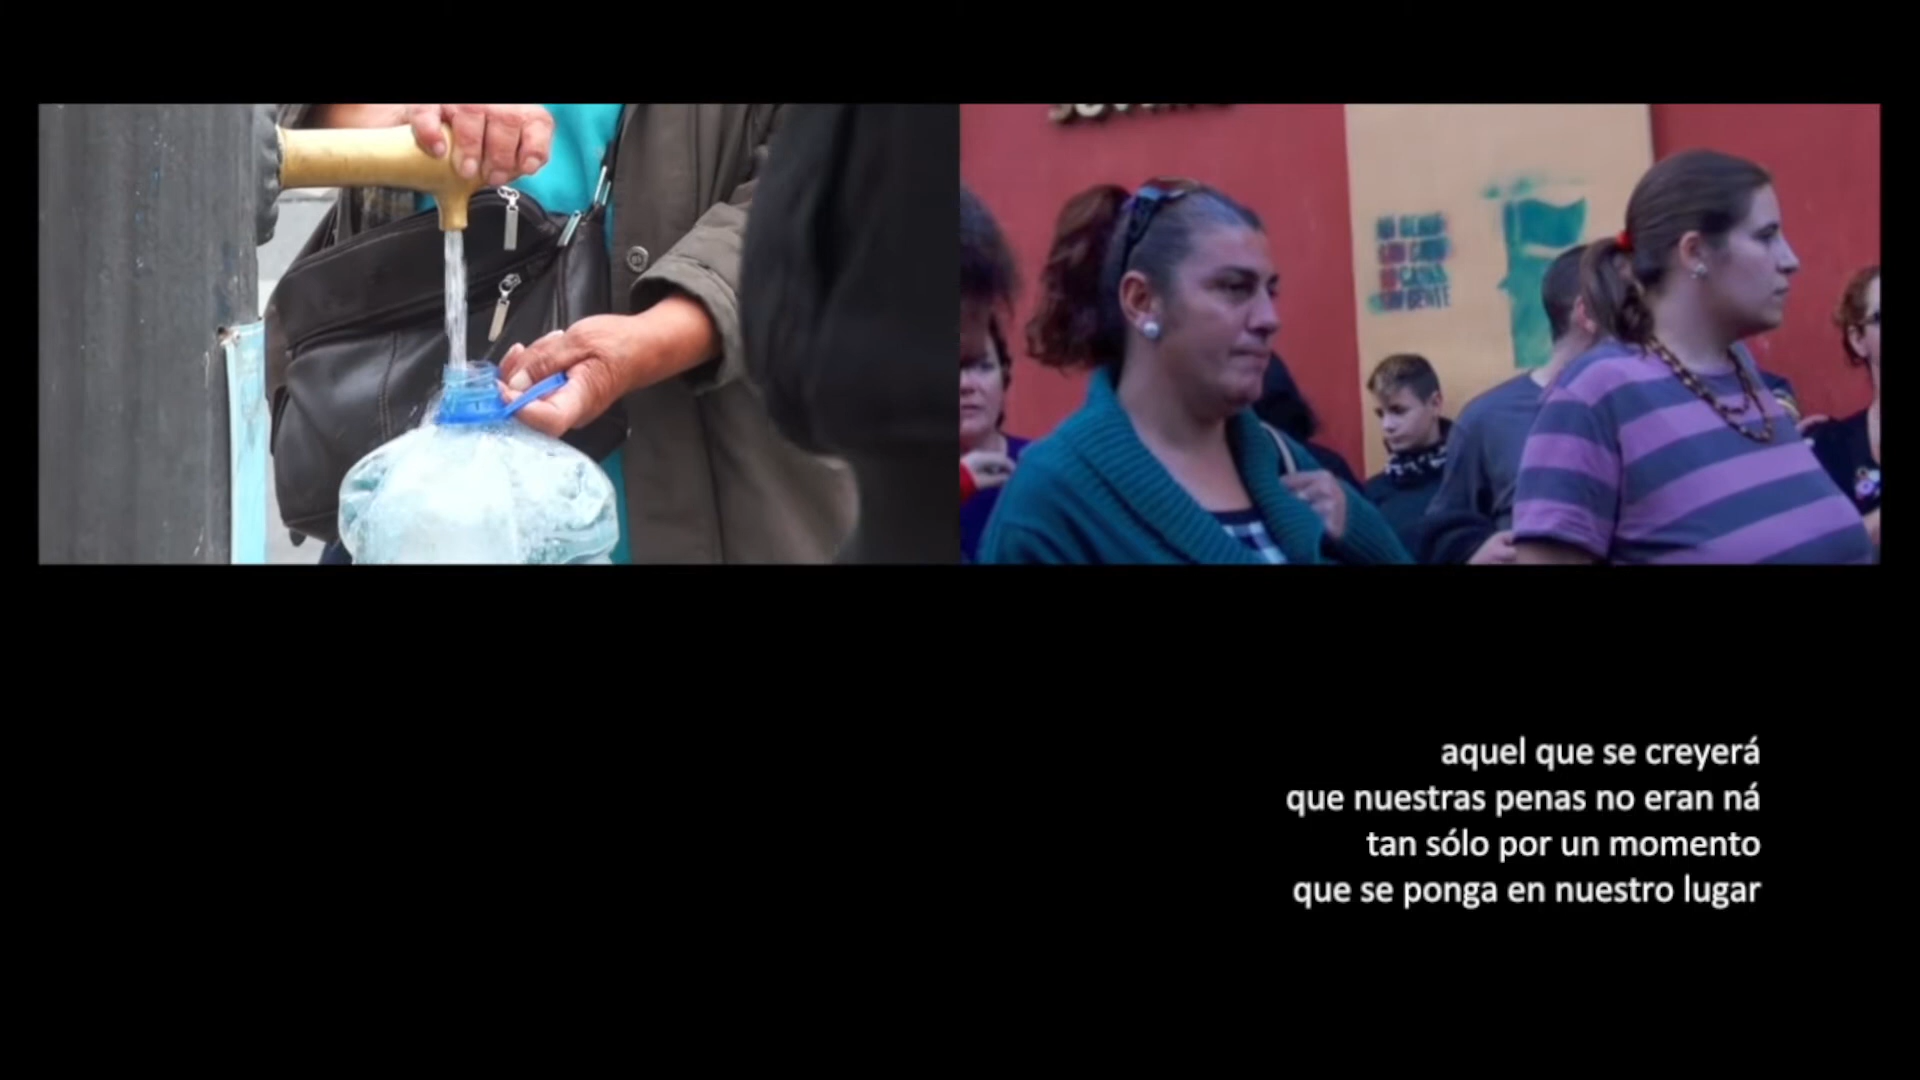 aquel que se creyerá
que nuestras penas no eran ná
tan sólo por un momento
que se ponga en nuestro lugar